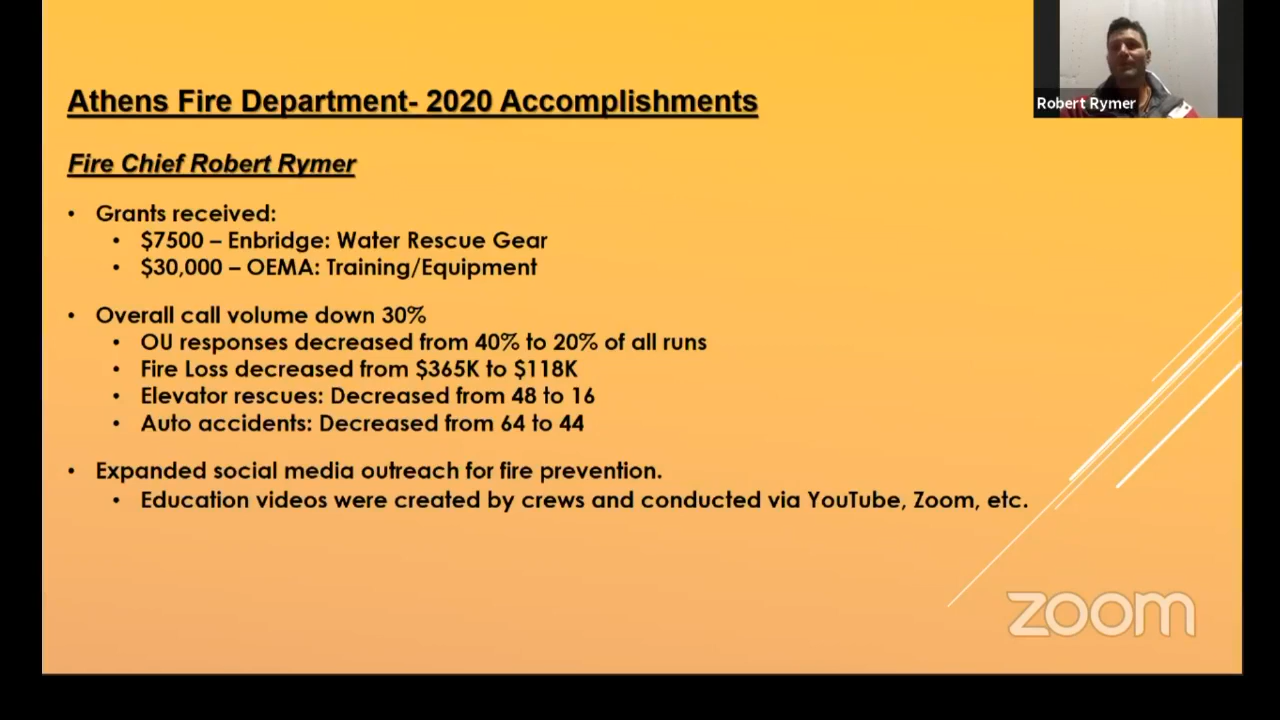 Robert Rymer
Athens Fire Department- 2020 Accomplishments
Fire Chief Robert Rymer
• Grants received:
• $7500 – Enbridge: Water Rescue Gear
• $30,000 – OEMA: Training/Equipment
• Overall call volume down 30%
• OU responses decreased from 40% to 20% of all runs
• Fire Loss decreased from $365K to $118K
• Elevator rescues: Decreased from 48 to 16
• Auto accidents: Decreased from 64 to 44
• Expanded social media outreach for fire prevention.
• Education videos were created by crews and conducted via YouTube, Zoom, etc.
zoom